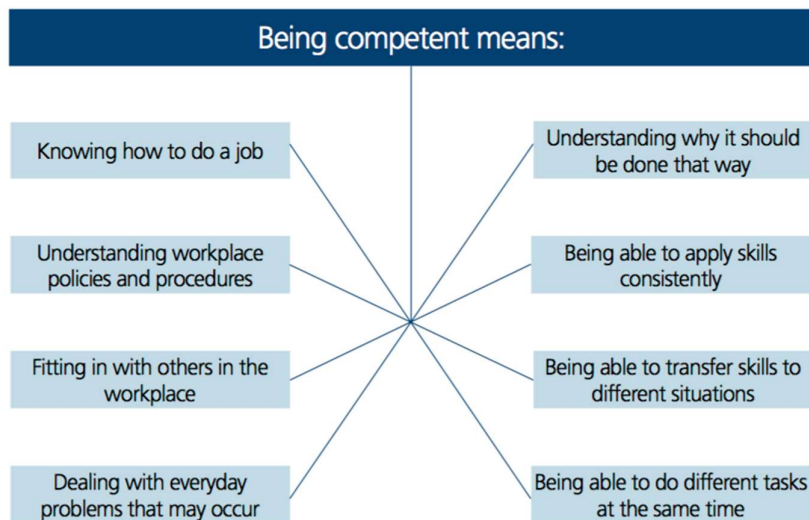 Being competent means:
Knowing how to do a job
Understanding why it should
be done that way
Understanding workplace
policies and procedures
Being able to apply skills
consistently
Fitting in with others in the
workplace
Being able to transfer skills to
different situations
Dealing with everyday
problems that may occur
Being able to do different tasks
at the same time